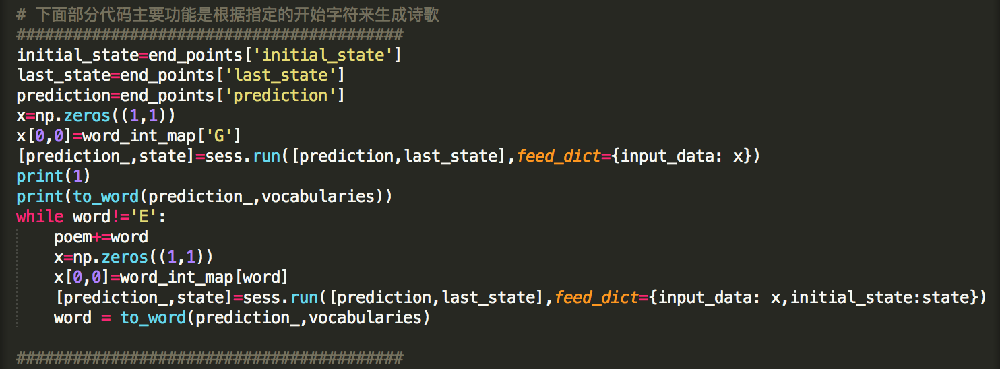 # 下面部分代码主要功能是根据指定的开始字符来生成诗歌
#########################################
initial_state=end_points['initial_state']
last_state=end_points['last_state']
prediction=end_points['prediction']
x=np.zeros((1,1))
x[0,0]=word_int_map['G']
[prediction_,state]=sess.run([prediction,last_state],feed_dict={input_data: x})
print(1)
print(to_word(prediction_,vocabularies))
while word!='E':
    poem+=word
    x=np.zeros((1,1))
    x[0,0]=word_int_map[word]
    [prediction_,state]=sess.run([prediction,last_state],feed_dict={input_data: x,initial_state:state})
    word = to_word(prediction_,vocabularies)
#########################################